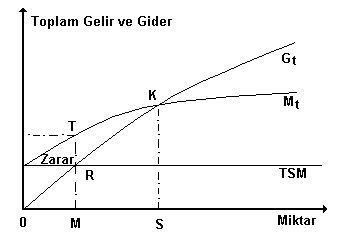 Toplam Gelir ve Gider
Gt
K
Mt
T
Zarar
R
TSM
0
M
S
Miktar